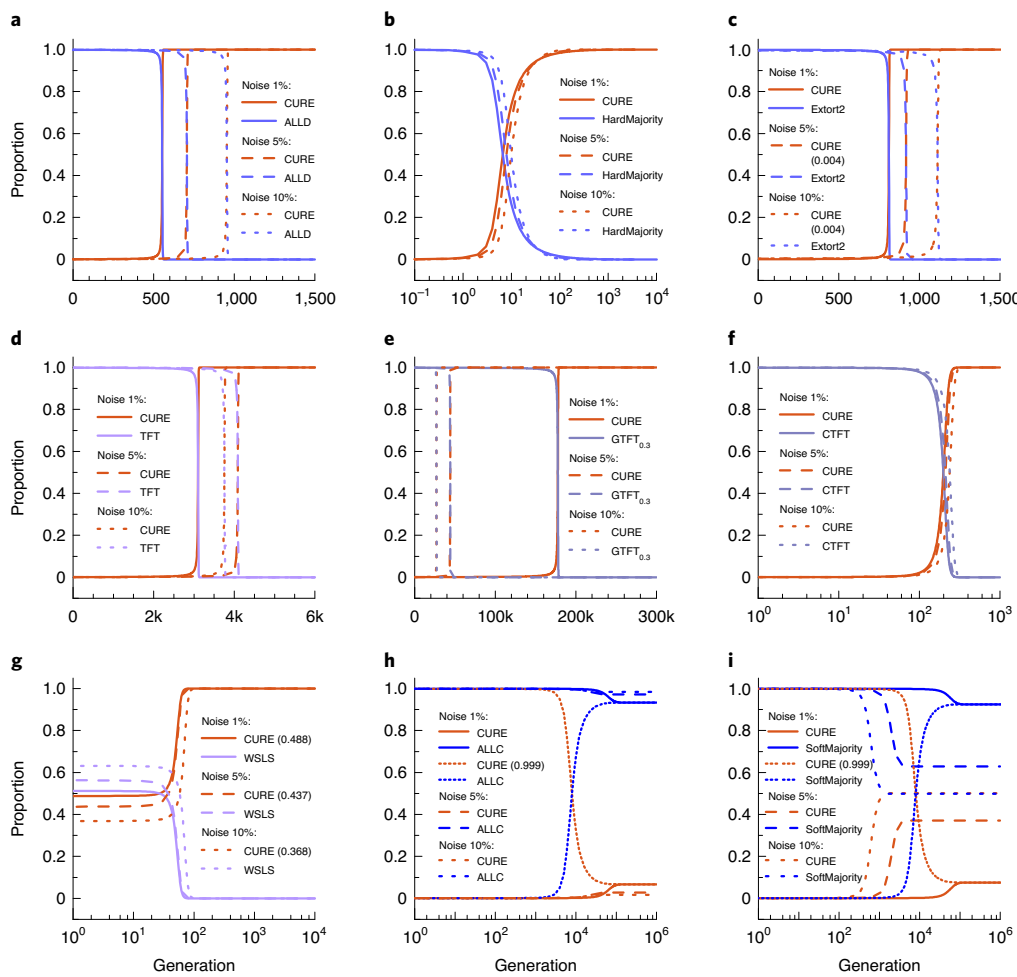 a
Proportion
1.0
0.8
0.6
0.4
0.2
0
0
500
1,000
1,500
Noise 1%:
CURE
ALLD
Noise 5%:
CURE
ALLD
Noise 10%:
CURE
ALLD
b
10⁻¹
10⁰
10¹
10²
10³
10⁴
Noise 1%:
CURE
HardMajority
Noise 5%:
CURE
HardMajority
Noise 10%:
CURE
HardMajority
c
0
500
1,000
1,500
Noise 1%:
CURE
Extort2
Noise 5%:
CURE
(0.004)
Extort2
Noise 10%:
CURE
(0.004)
Extort2
d
Proportion
1.0
0.8
0.6
0.4
0.2
0
0
2k
4k
6k
Noise 1%:
CURE
TFT
Noise 5%:
CURE
TFT
Noise 10%:
CURE
TFT
e
0
100k
200k
300k
Noise 1%:
CURE
GTFT₀.₃
Noise 5%:
CURE
GTFT₀.₃
Noise 10%:
CURE
GTFT₀.₃
f
10⁰
10¹
10²
10³
Noise 1%:
CURE
CTFT
Noise 5%:
CURE
CTFT
Noise 10%:
CURE
CTFT
g
Proportion
1.0
0.8
0.6
0.4
0.2
0
10⁰
10¹
10²
10³
10⁴
Generation
Noise 1%:
CURE (0.488)
WSLS
Noise 5%:
CURE (0.437)
WSLS
Noise 10%:
CURE (0.368)
WSLS
h
10⁰
10²
10⁴
10⁶
Generation
Noise 1%:
CURE
ALLC
CURE (0.999)
ALLC
Noise 5%:
CURE
ALLC
Noise 10%:
CURE
ALLC
i
10⁰
10¹
10²
10³
10⁴
10⁵
10⁶
Generation
Noise 1%:
CURE
SoftMajority
CURE (0.999)
SoftMajority
Noise 5%:
CURE
SoftMajority
Noise 10%:
CURE
SoftMajority